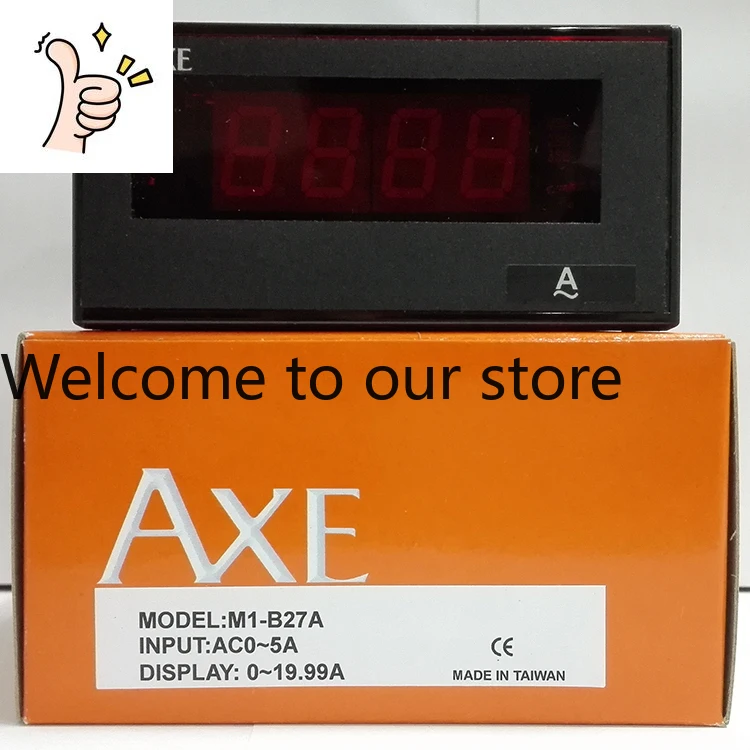 XE
8888
A
Welcome to our store
AXE
MODEL:M1-B27A
INPUT:AC0~5A
DISPLAY: 0~19.99A
CE
MADE IN TAIWAN